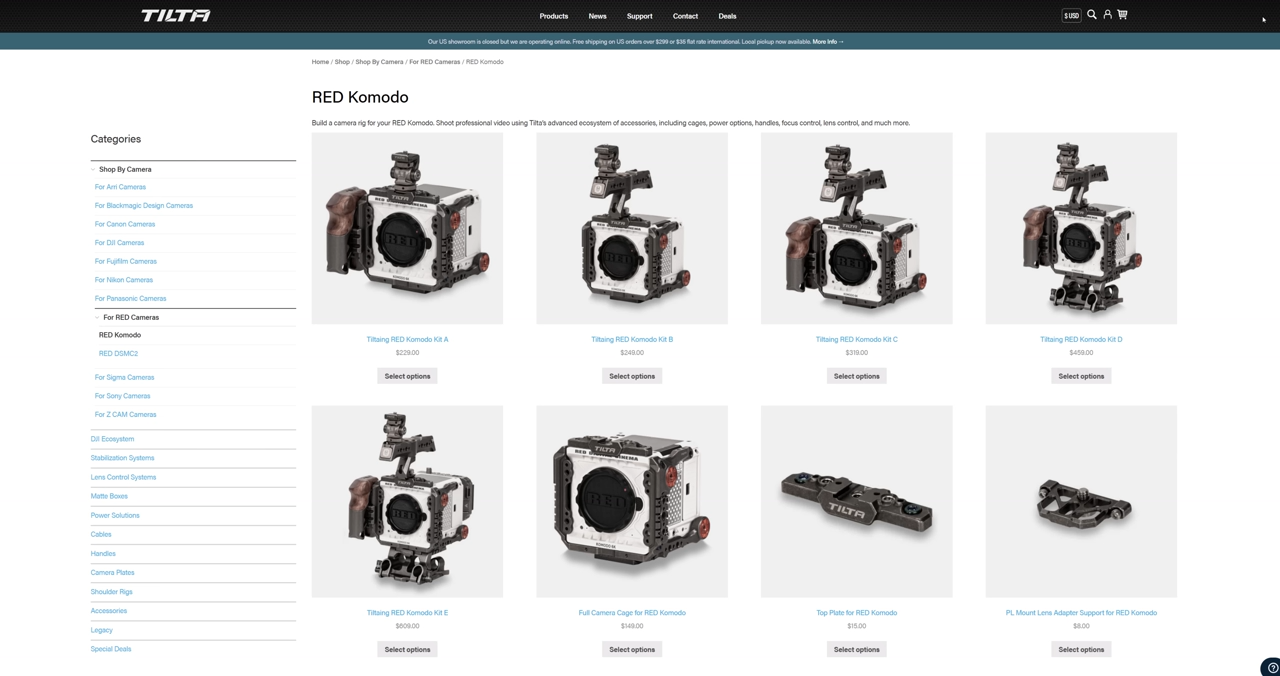 TILTA
Products
News
Support
Contact
Deals
$ USD
Our US showroom is closed but we are operating online. Free shipping on US orders over $299 or $35 flat rate international. Local pickup now available. More Info →
Home / Shop / Shop By Camera / For RED Cameras / RED Komodo
RED Komodo
Build a camera rig for your RED Komodo. Shoot professional video using Tilta's advanced ecosystem of accessories, including cages, power options, handles, focus control, lens control, and much more.
Categories
Shop By Camera
For Arri Cameras
For Blackmagic Design Cameras
For Canon Cameras
For DJI Cameras
For Fujifilm Cameras
For Nikon Cameras
For Panasonic Cameras
For RED Cameras
RED Komodo
RED DSMC2
For Sigma Cameras
For Sony Cameras
For Z CAM Cameras
DJI Ecosystem
Stabilization Systems
Lens Control Systems
Matte Boxes
Power Solutions
Cables
Handles
Camera Plates
Shoulder Rigs
Accessories
Legacy
Special Deals
Tiltaing RED Komodo Kit A
$229.00
Select options
Tiltaing RED Komodo Kit B
$249.00
Select options
Tiltaing RED Komodo Kit C
$319.00
Select options
Tiltaing RED Komodo Kit D
$459.00
Select options
TILTA
Tiltaing RED Komodo Kit E
$609.00
Select options
Full Camera Cage for RED Komodo
$149.00
Select options
Top Plate for RED Komodo
$15.00
Select options
PL Mount Lens Adapter Support for RED Komodo
$8.00
Select options